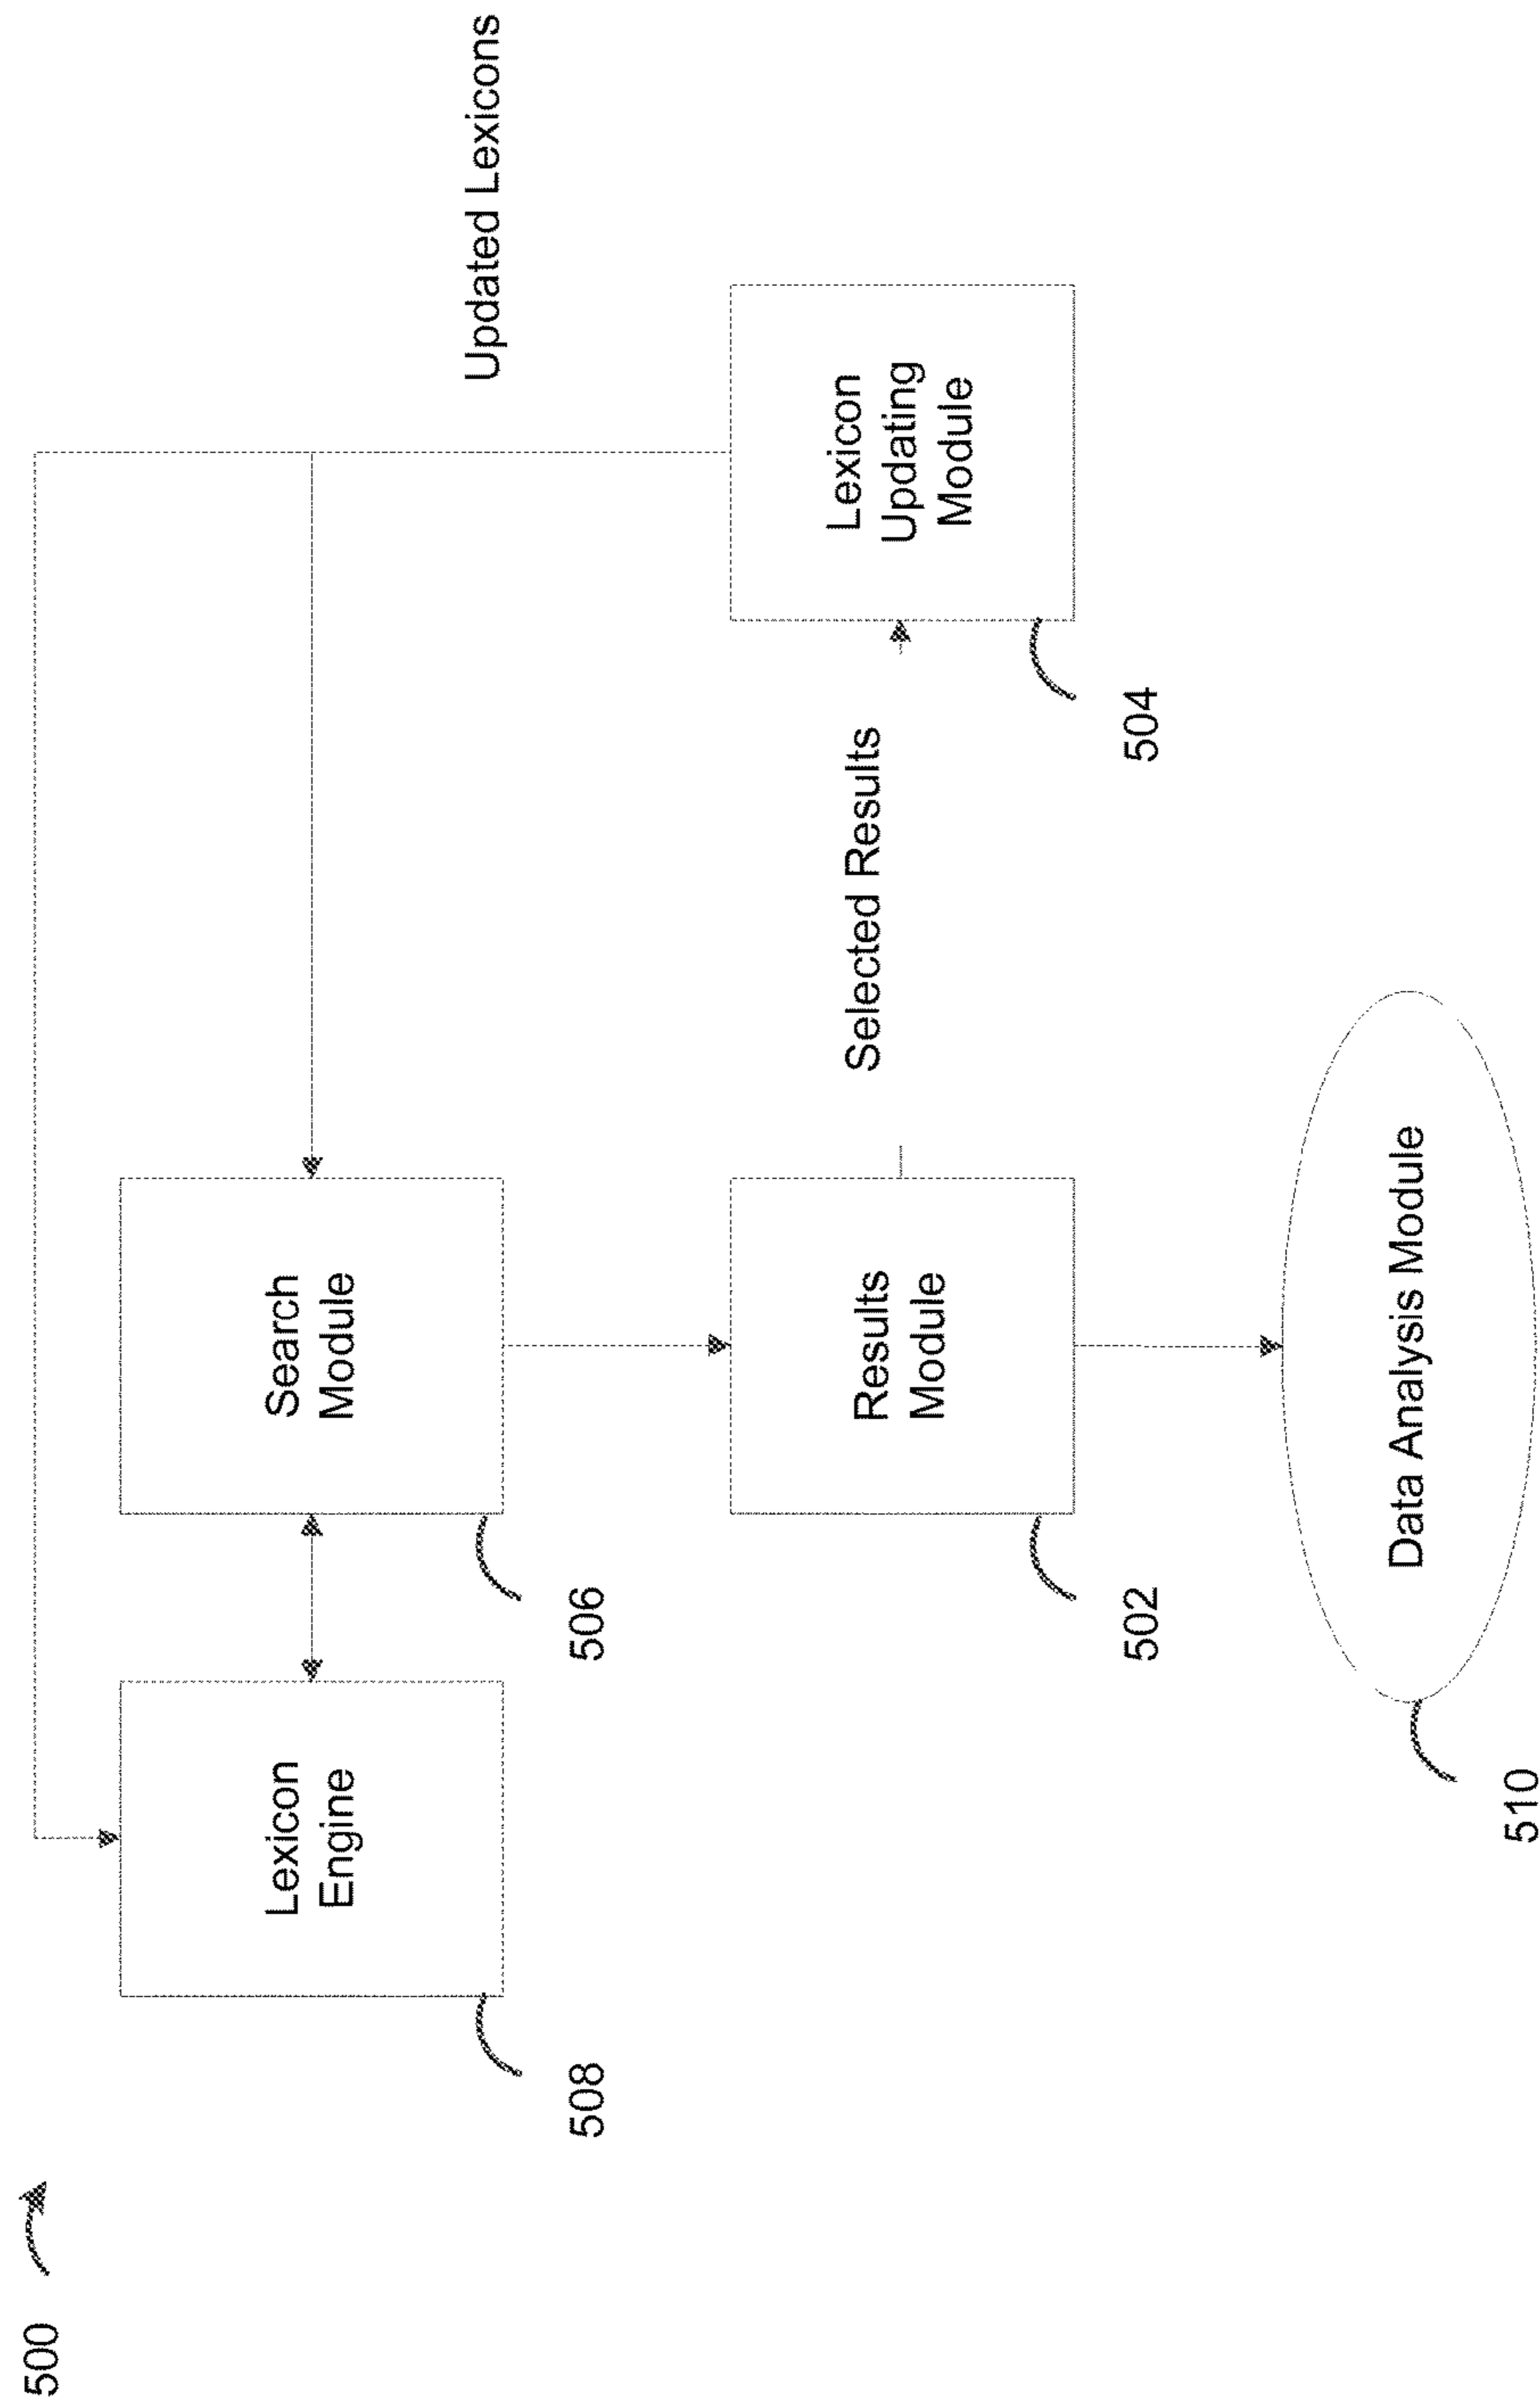 500
Updated Lexicons
Lexicon
Engine
508
Search
Module
506
Results
Module
502
Selected Results
Lexicon
Updating
Module
504
Data Analysis Module
510